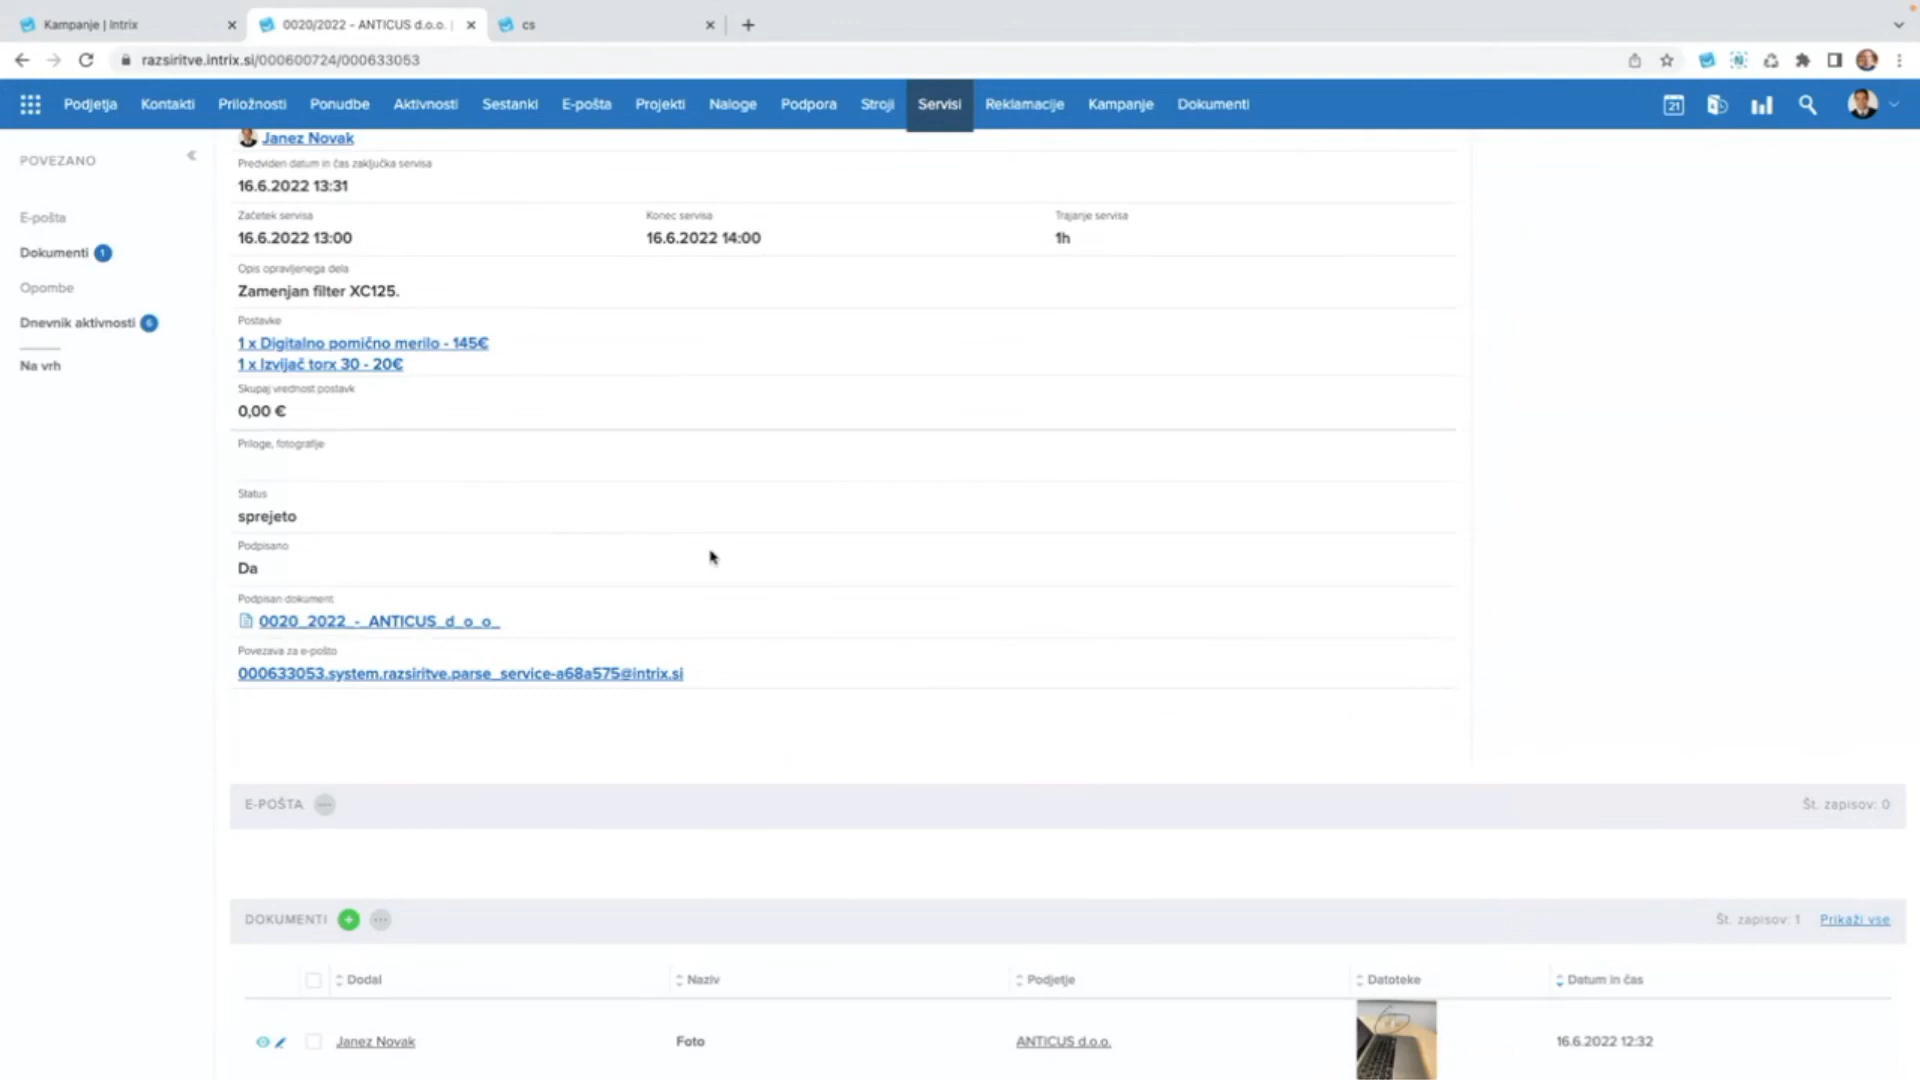 Kampanje | Intrix
0020/2022 - ANTICUS d.o.o. |
cs
razsiritve.intrix.si/000600724/000633053
Podjetja Kontakti Priložnosti Ponudbe Aktivnosti Sestanki E-pošta Projekti Naloge Podpora Stroji Servisi Reklamacije Kampanje Dokumenti
21
POVEZANO
E-pošta
Dokumenti 1
Opombe
Dnevnik aktivnosti 6
Na vrh
Janez Novak
Predviden datum in čas zaključka servisa
16.6.2022 13:31
Začetek servisa Konec servisa Trajanje servisa
16.6.2022 13:00 16.6.2022 14:00 1h
Opis opravljenega dela
Zamenjan filter XC125.
Postavke
1 x Digitalno pomično merilo - 145€
1 x Izvijač torx 30 - 20€
Skupaj vrednost postavk
0,00 €
Priloge, fotografije
Status
sprejeto
Podpisano
Da
Podpisan dokument
0020_2022_-_ANTICUS_d_o_o_
Povezava za e-pošto
000633053.system.razsiritve.parse_service-a68a575@intrix.si
E-POŠTA Št. zapisov: 0
DOKUMENTI Št. zapisov: 1 Prikaži vse
Dodal Naziv Podjetje Datoteke Datum in čas
Janez Novak Foto ANTICUS d.o.o. 16.6.2022 12:32